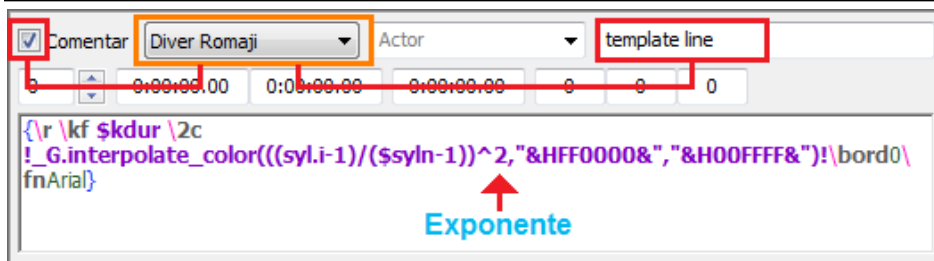 Comentar Diver Romaji Actor template line
0 0:00:00.00 0:00:00.00 0:00:00.00 0 0 0
{\r \kf $kdur \2c
!_G.interpolate_color(((syl.i-1)/($syln-1))^2,"&HFF0000&","&H00FFFF&")!\bord0\
fnArial}
Exponente